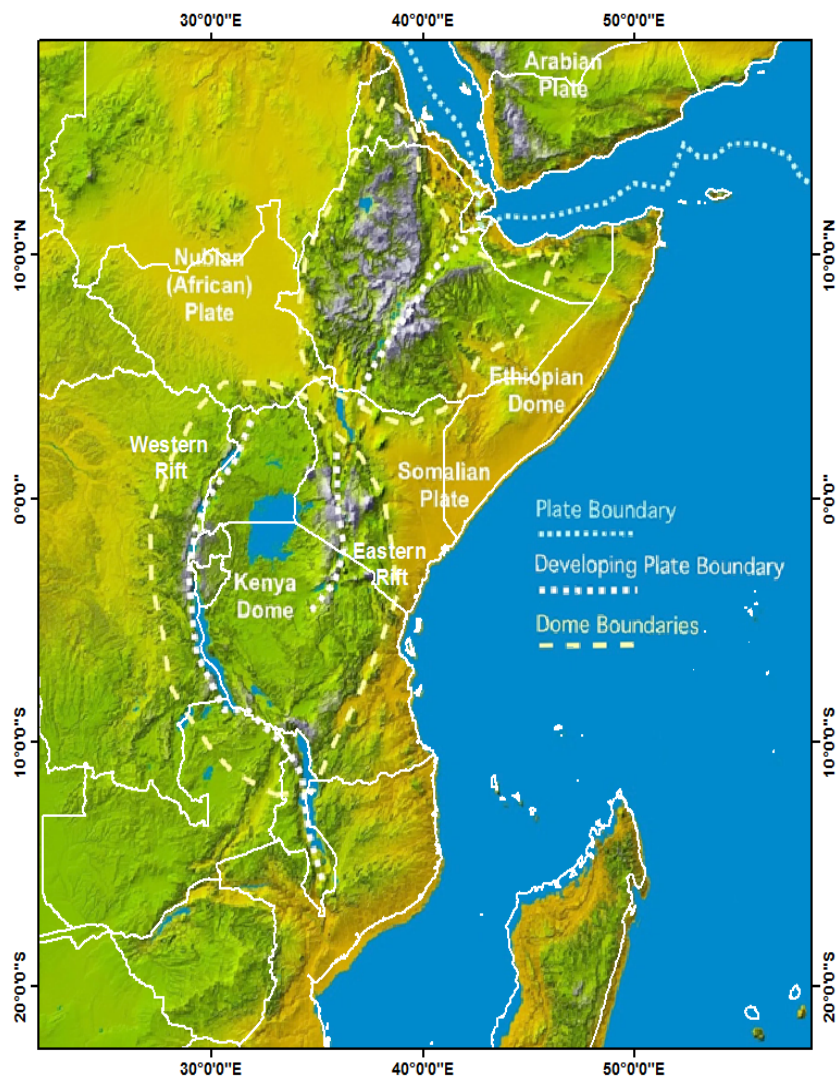 30°0'0"E
40°0'0"E
50°0'0"E
Arabian
Plate
10°0'0"N
10°0'0"N
Nubian
(African)
Plate
Ethiopian
Dome
Western
Rift
Somalian
Plate
0°0'0"
0°0'0"
Plate Boundary
Eastern
Rift
Developing Plate Boundary
Kenya
Dome
Dome Boundaries
10°0'0"S
10°0'0"S
20°0'0"S
20°0'0"S
30°0'0"E
40°0'0"E
50°0'0"E